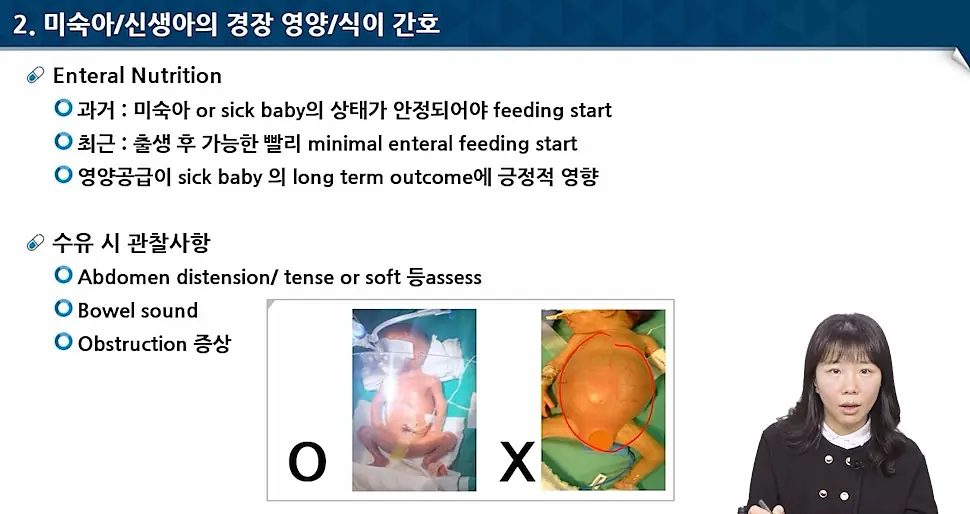 2. 미숙아/신생아의 경장 영양/식이 간호
Enteral Nutrition
과거 : 미숙아 or sick baby의 상태가 안정되어야 feeding start
최근 : 출생 후 가능한 빨리 minimal enteral feeding start
영양공급이 sick baby 의 long term outcome에 긍정적 영향
수유 시 관찰사항
Abdomen distension/ tense or soft 등assess
Bowel sound
Obstruction 증상
O
X